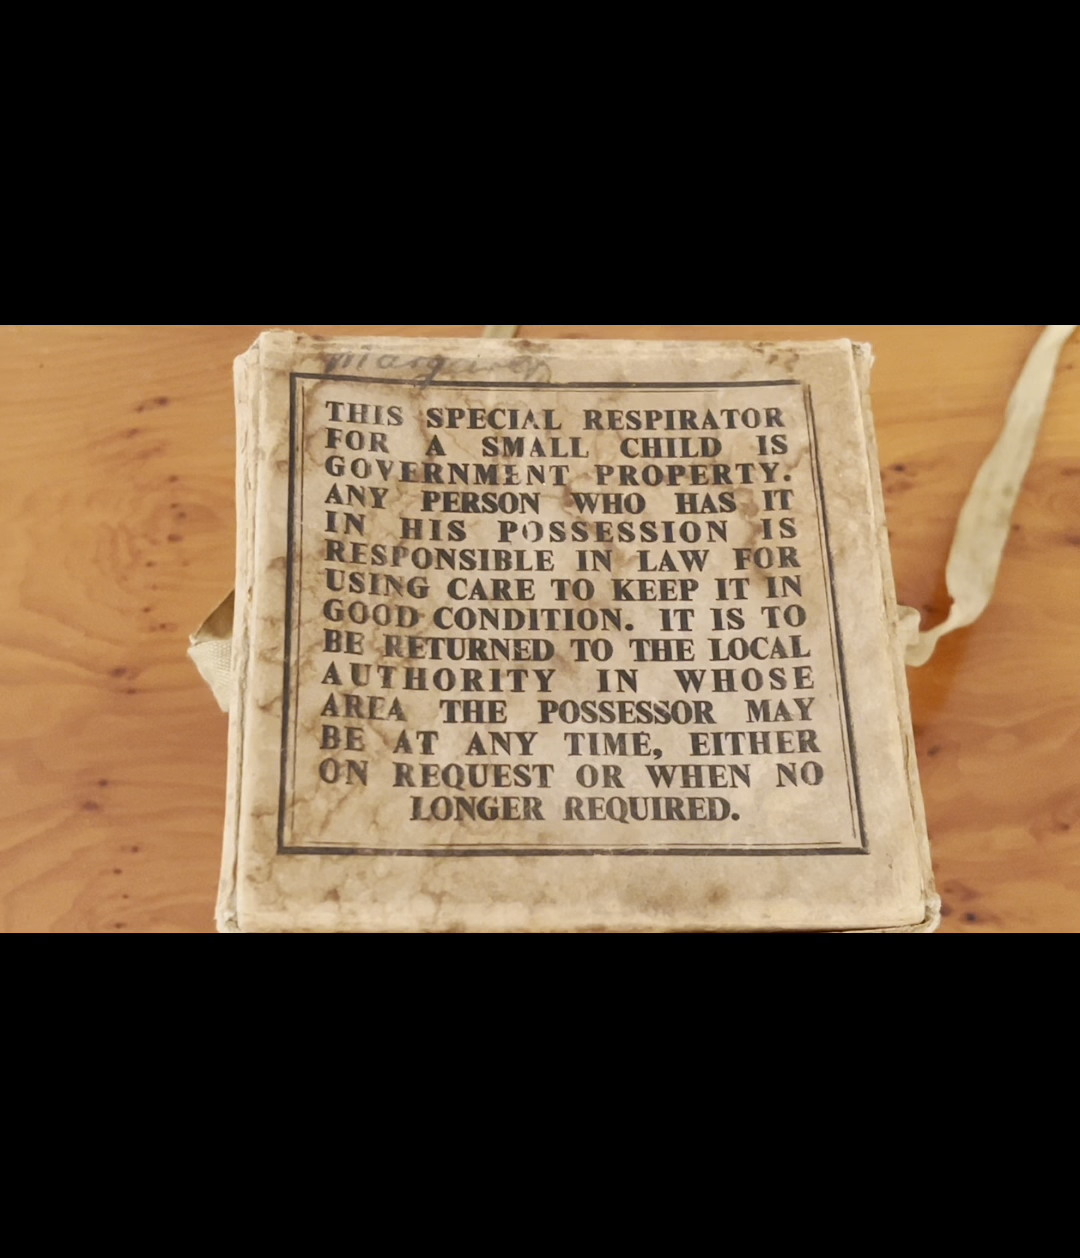 THIS SPECIAL RESPIRATOR
FOR A SMALL CHILD IS
GOVERNMENT PROPERTY.
ANY PERSON WHO HAS IT
IN HIS POSSESSION IS
RESPONSIBLE IN LAW FOR
USING CARE TO KEEP IT IN
GOOD CONDITION. IT IS TO
BE RETURNED TO THE LOCAL
AUTHORITY IN WHOSE
AREA THE POSSESSOR MAY
BE AT ANY TIME, EITHER
ON REQUEST OR WHEN NO
LONGER REQUIRED.